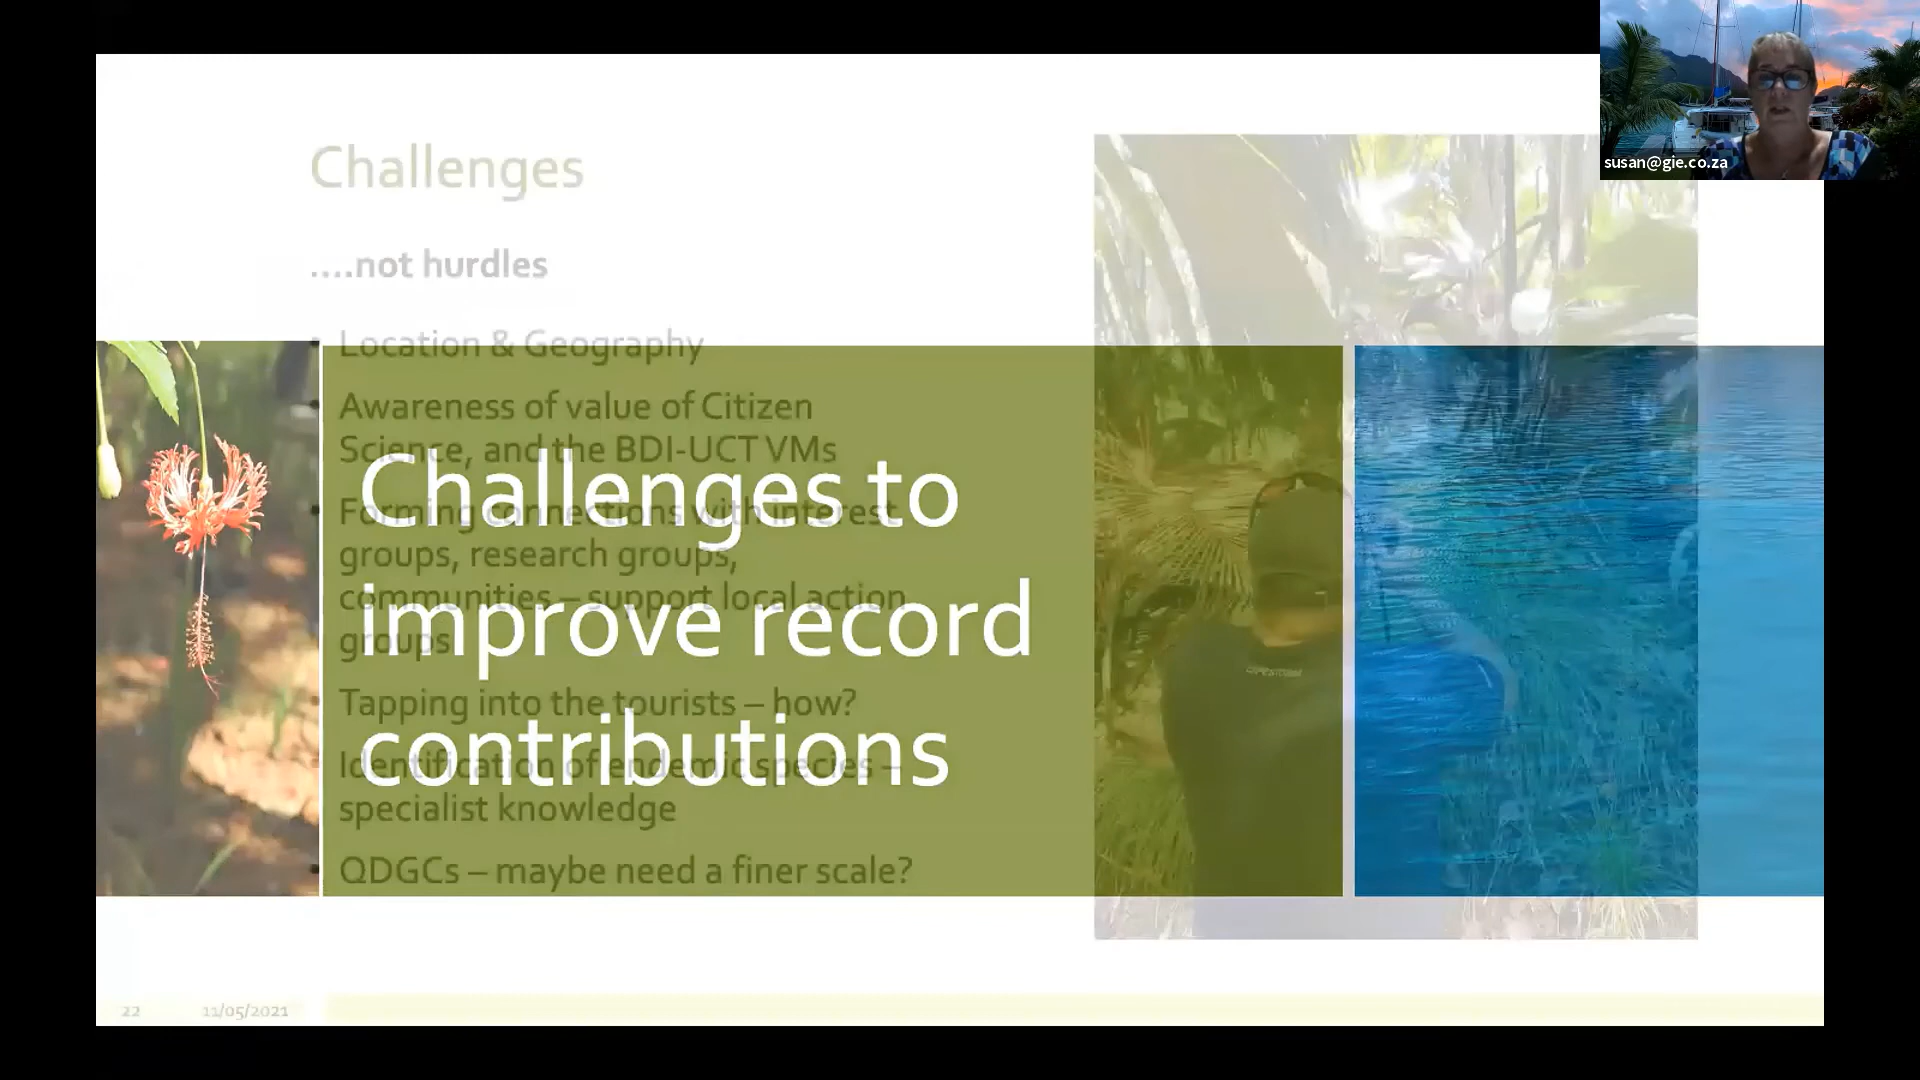 susan@gie.co.za
Challenges
....not hurdles
• Location & Geography
• Awareness of value of Citizen
Science, and the BDI-UCT VMs
• Forming connections with interest
groups, research groups,
communities – support local action
groups
• Tapping into the tourists – how?
• Identification of endemic species –
specialist knowledge
• QDGCs – maybe need a finer scale?
Challenges to
improve record
contributions
22
11/05/2021